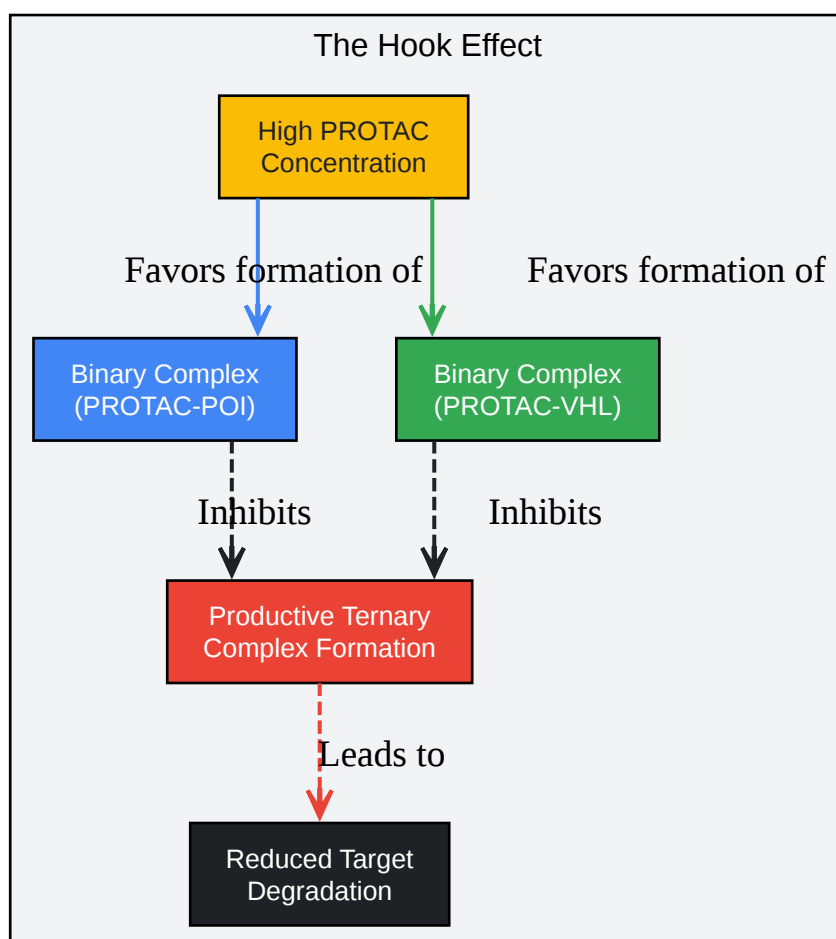 The Hook Effect
High PROTAC
Concentration
Favors formation of
Favors formation of
Binary Complex
(PROTAC-POI)
Binary Complex
(PROTAC-VHL)
Inhibits
Inhibits
Productive Ternary
Complex Formation
Leads to
Reduced Target
Degradation